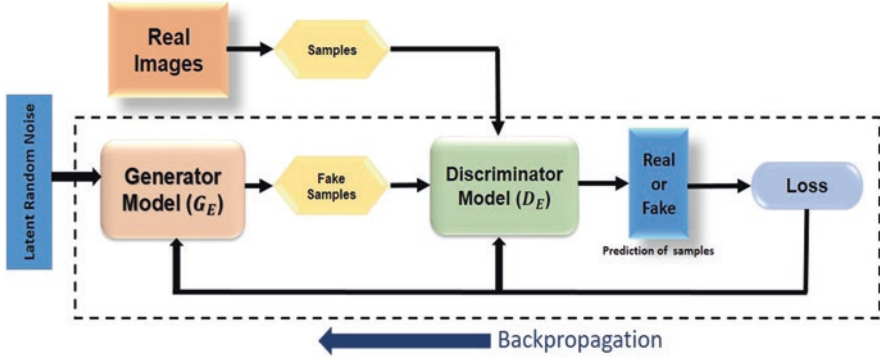 Real
Images
Samples
Latent Random Noise
Generator
Model (G_E)
Fake
Samples
Discriminator
Model (D_E)
Real
or
Fake
Loss
Prediction of samples
Backpropagation